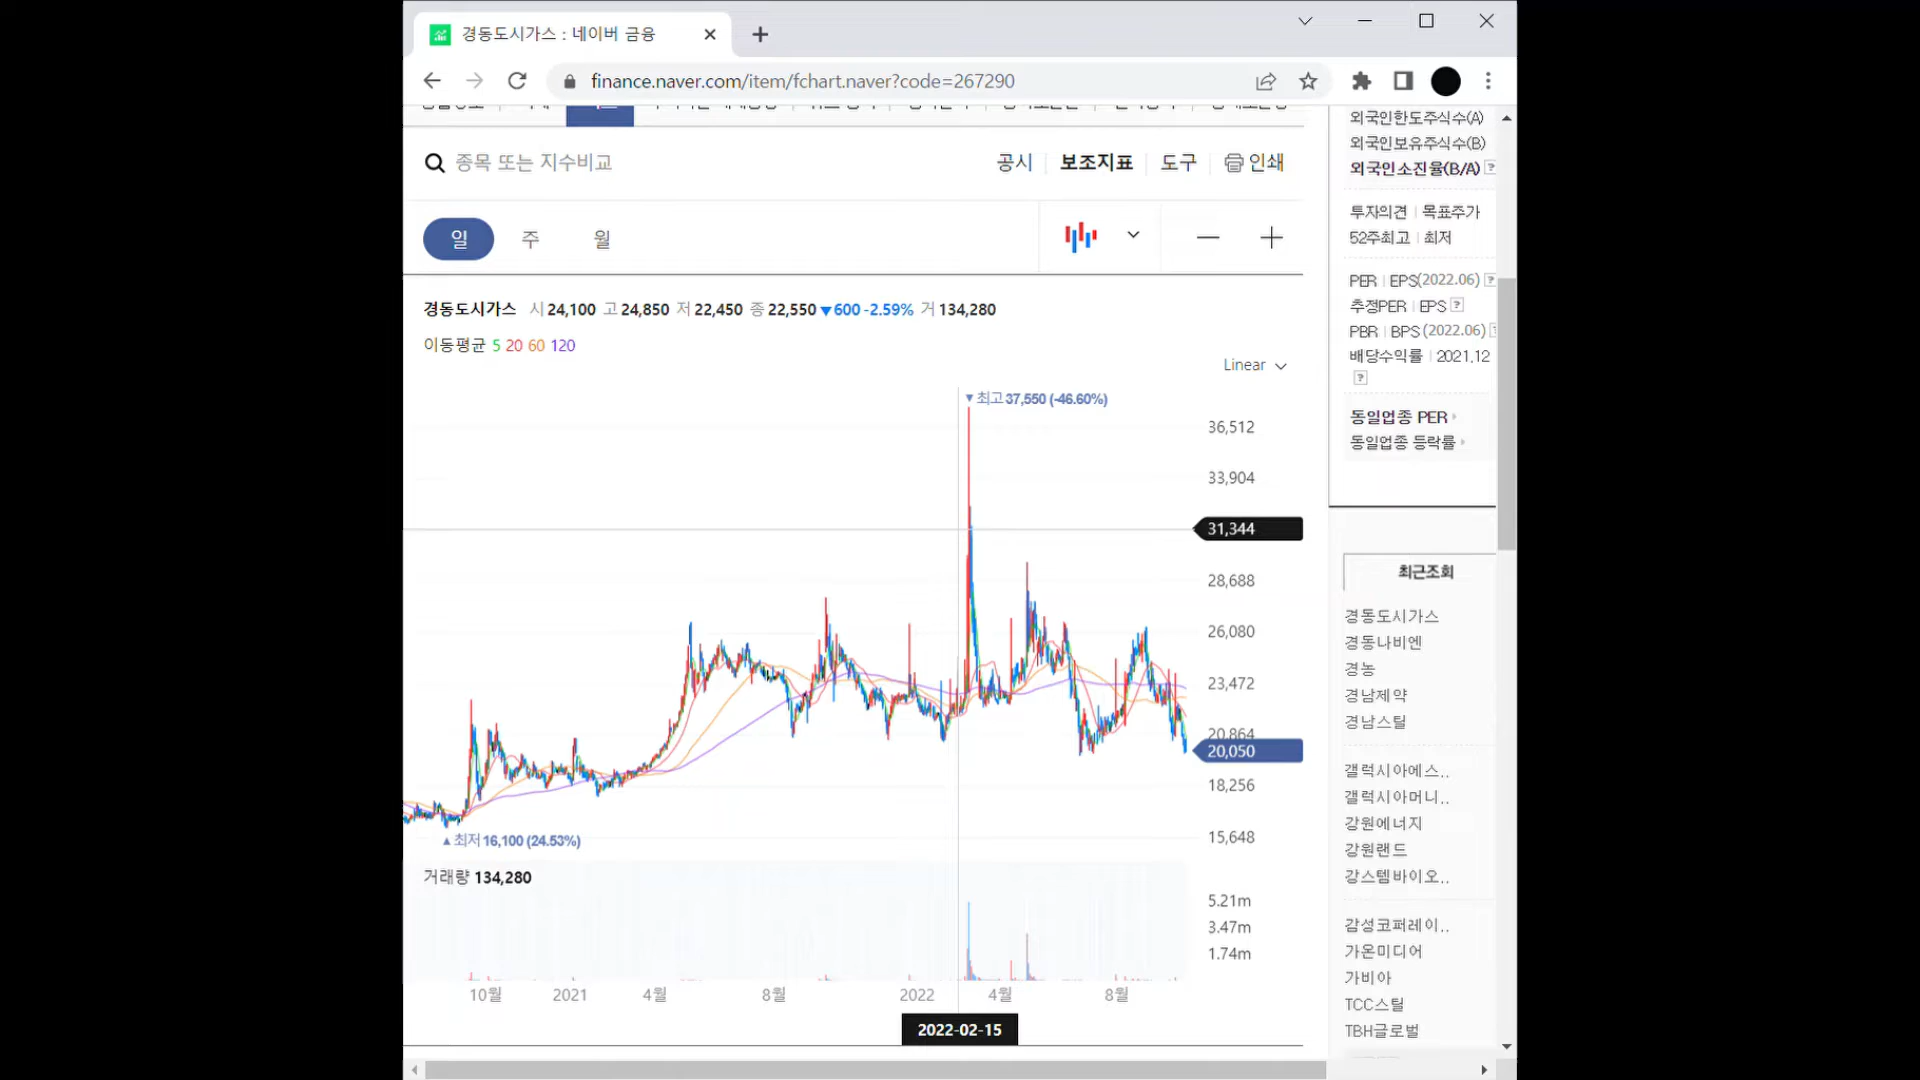 경동도시가스 : 네이버 금융
finance.naver.com/item/fchart.naver?code=267290
종목 또는 지수비교
공시 보조지표 도구 인쇄
일 주 월
경동도시가스 시 24,100 고 24,850 저 22,450 종 22,550 ▼600 -2.59% 거 134,280
이동평균 5 20 60 120
Linear
▼최고 37,550 (-46.60%)
36,512
33,904
31,344
28,688
26,080
23,472
20,864
20,050
18,256
15,648
▲최저 16,100 (24.53%)
거래량 134,280
5.21m
3.47m
1.74m
10월 2021 4월 8월 2022 4월 8월
2022-02-15
외국인한도주식수(A)
외국인보유주식수(B)
외국인소진율(B/A) ?
투자의견 | 목표주가
52주최고 | 최저
PER | EPS(2022.06) ?
추정PER | EPS ?
PBR | BPS (2022.06) ?
배당수익률 | 2021.12
?
동일업종 PER
동일업종 등락률
최근조회
경동도시가스
경동나비엔
경농
경남제약
경남스틸
갤럭시아에스..
갤럭시아머니..
강원에너지
강원랜드
강스템바이오..
감성코퍼레이..
가온미디어
가비아
TCC스틸
TBH글로벌